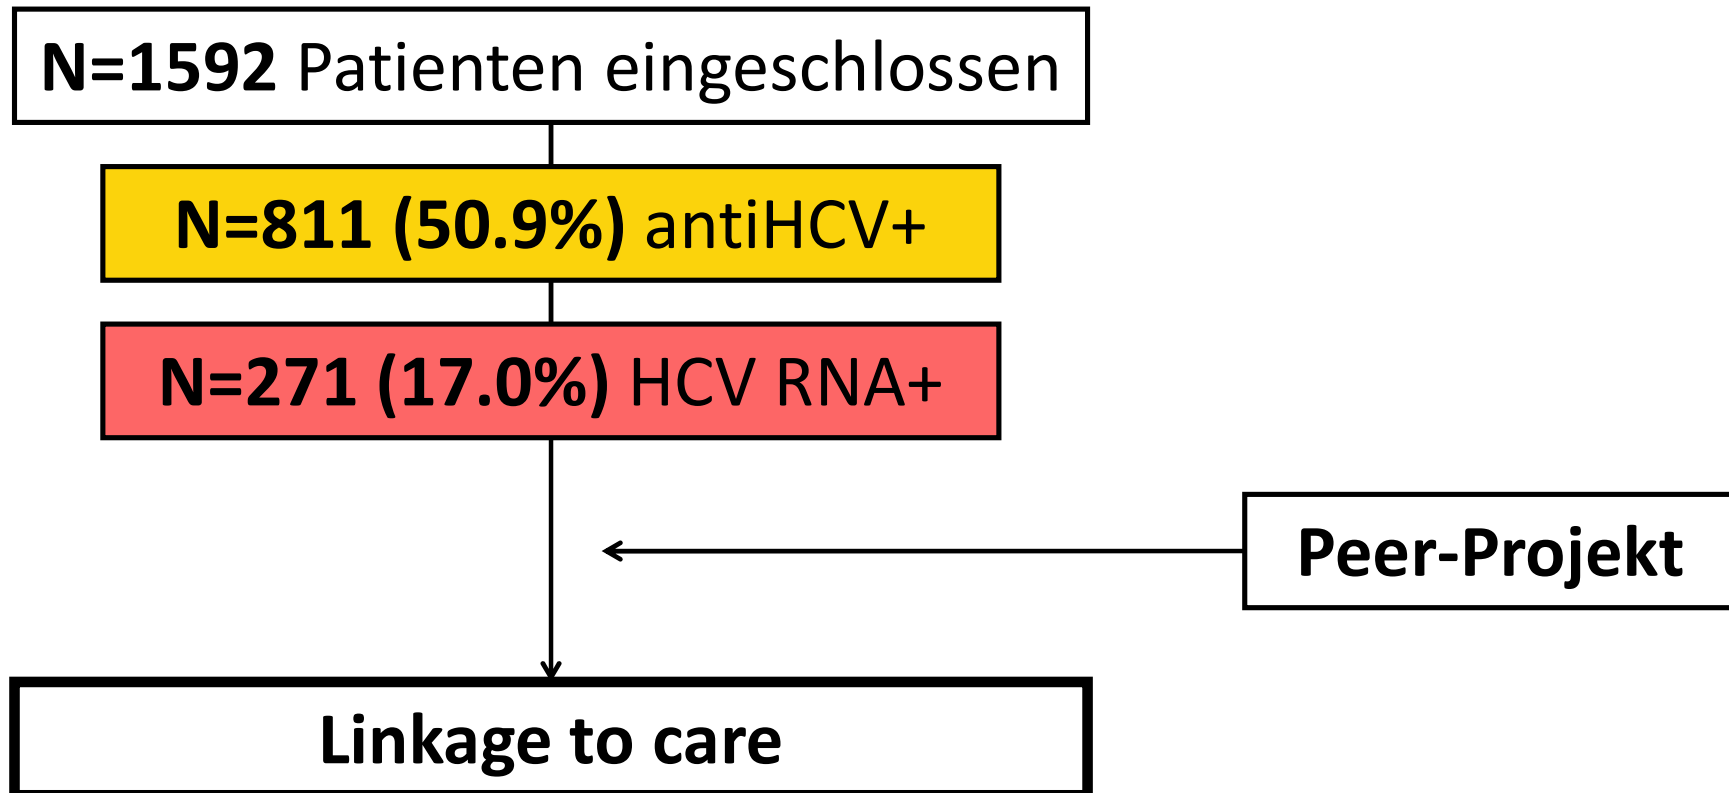 N=1592 Patienten eingeschlossen
N=811 (50.9%) antiHCV+
N=271 (17.0%) HCV RNA+
Peer-Projekt
Linkage to care